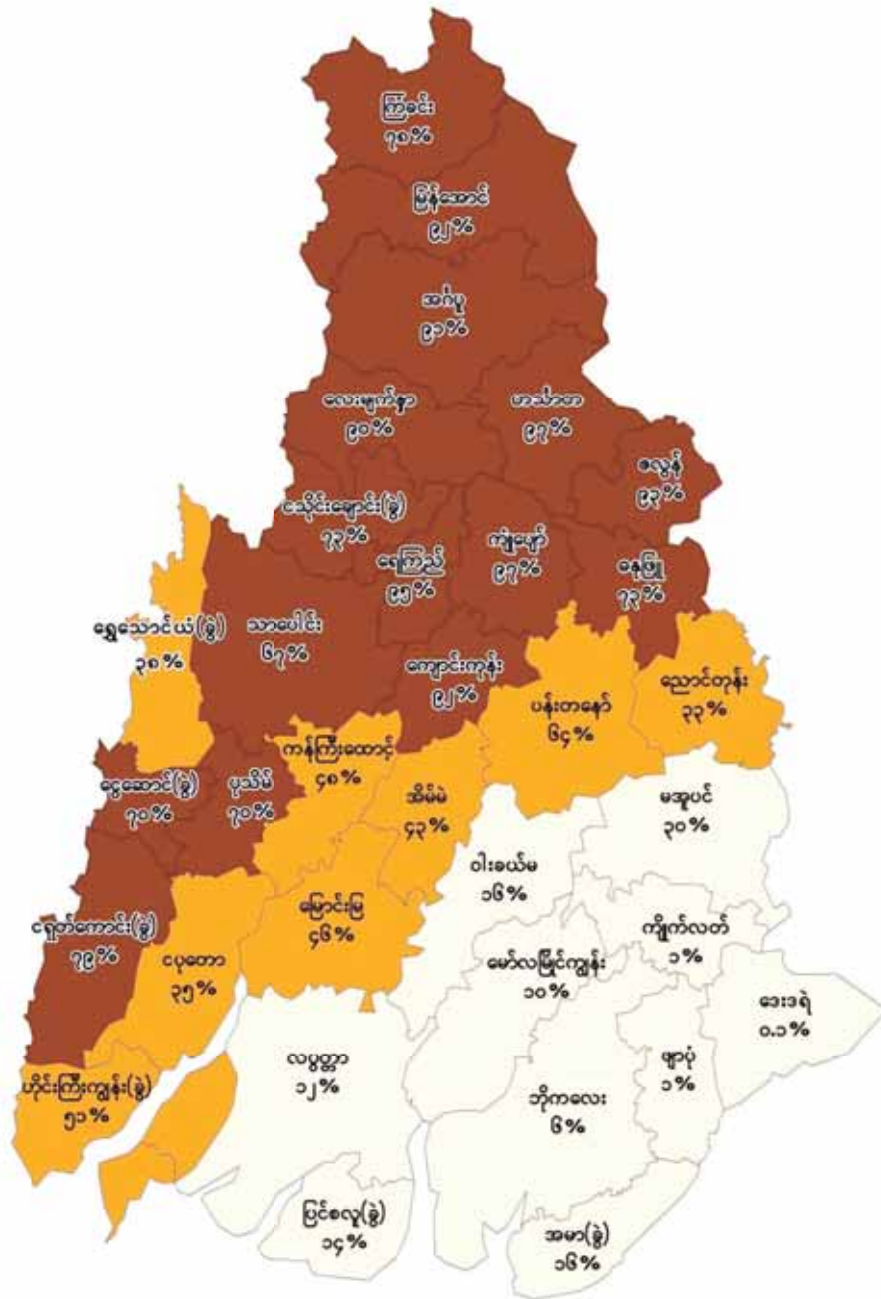 ကြံခင်း
၇၈%
မြန်အောင်
၉၂%
အင်္ဂပူ
၉၁%
လေးမျက်နှာ
၉၀%
ဟင်္သာတ
၉၇%
ဇလွန်
၉၃%
ငသိုင်းချောင်း(ခွဲ)
၇၃%
ရေကြည်
၉၅%
ကျုံပျော်
၉၇%
ဓနုဖြူ
၇၃%
ရွှေသောင်ယံ(ခွဲ)
၃၈%
သာပေါင်း
၆၇%
ကျောင်းကုန်း
၉၂%
ပန်းတနော်
၆၄%
ညောင်တုန်း
၃၃%
ငွေဆောင်(ခွဲ)
၇၀%
ပုသိမ်
၇၀%
ကန်ကြီးထောင့်
၄၈%
အိမ်မဲ
၄၃%
မအူပင်
၃၀%
ဝါးခယ်မ
၁၆%
ငရုတ်ကောင်း(ခွဲ)
၇၉%
ငပုတော
၃၅%
မြောင်းမြ
၄၆%
မော်လမြိုင်ကျွန်း
၁၀%
ကျိုက်လတ်
၁%
ဒေးဒရဲ
၀.၁%
ဟိုင်းကြီးကျွန်း(ခွဲ)
၅၁%
လပွတ္တာ
၁၂%
ဘိုကလေး
၆%
ဖျာပုံ
၁%
ပြင်စလူ(ခွဲ)
၁၄%
အမာ(ခွဲ)
၁၆%